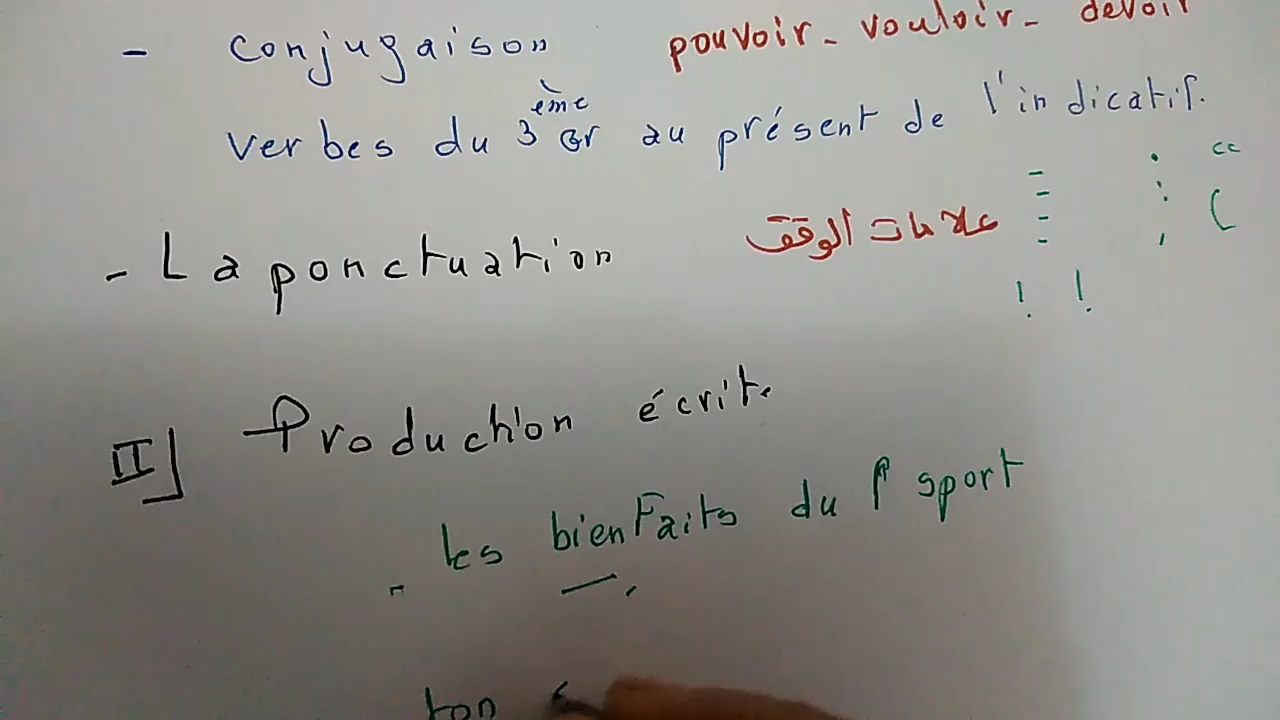 - Conjugaison pouvoir - vouloir - devoir
verbes du 3ème Gr au présent de l'indicatif.
- La ponctuation علامات الوقف
! !
II] Production écrite
les bienfaits du sport
ton